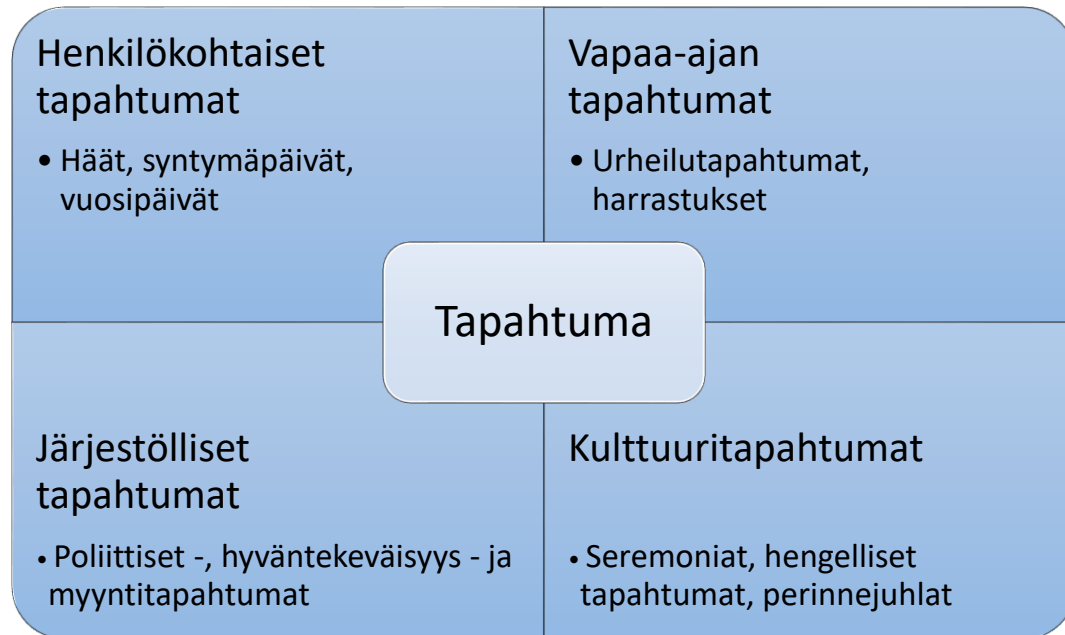 Henkilökohtaiset
tapahtumat
• Häät, syntymäpäivät,
vuosipäivät
Vapaa-ajan
tapahtumat
• Urheilutapahtumat,
harrastukset
Tapahtuma
Järjestölliset
tapahtumat
• Poliittiset -, hyväntekeväisyys - ja
myyntitapahtumat
Kulttuuritapahtumat
• Seremoniat, hengelliset
tapahtumat, perinnejuhlat